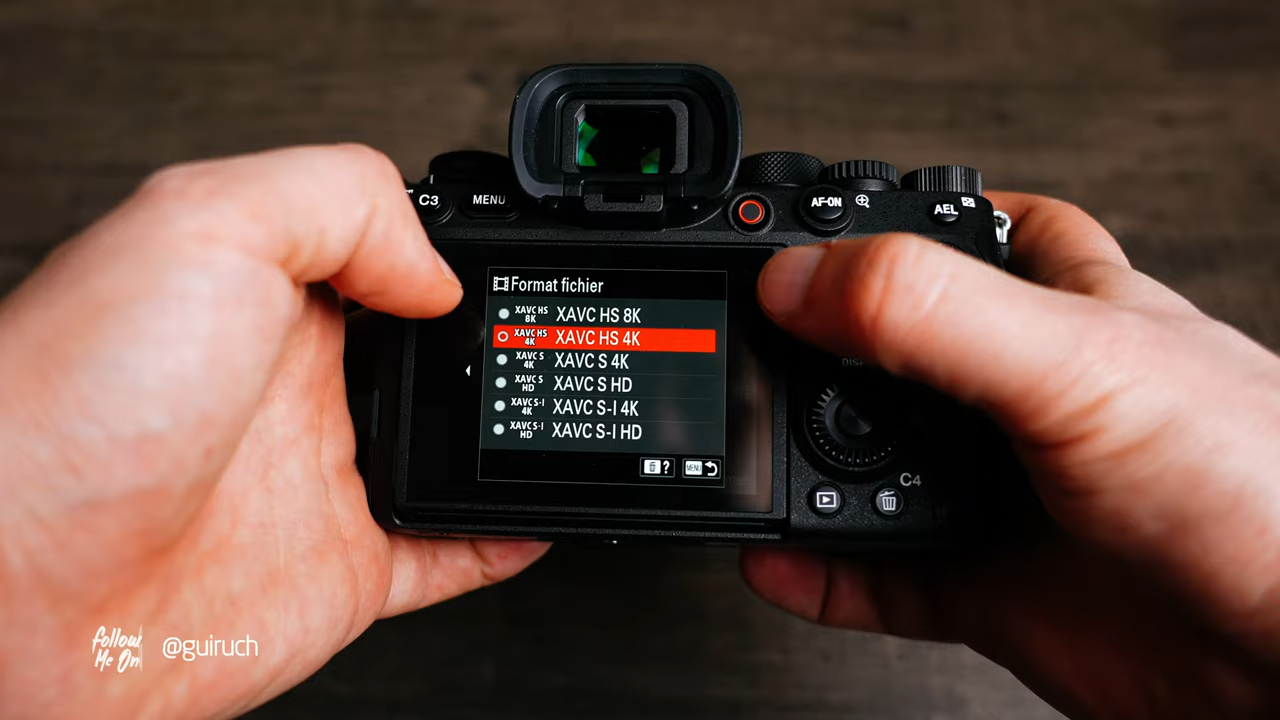 C3
MENU
AF-ON
AEL
Format fichier
XAVC HS 8K XAVC HS 8K
XAVC HS 4K XAVC HS 4K
XAVC S 4K XAVC S 4K
XAVC S HD XAVC S HD
XAVC S-I 4K XAVC S-I 4K
XAVC S-I HD XAVC S-I HD
? MENU
C4
follow
Me On
@guiruch